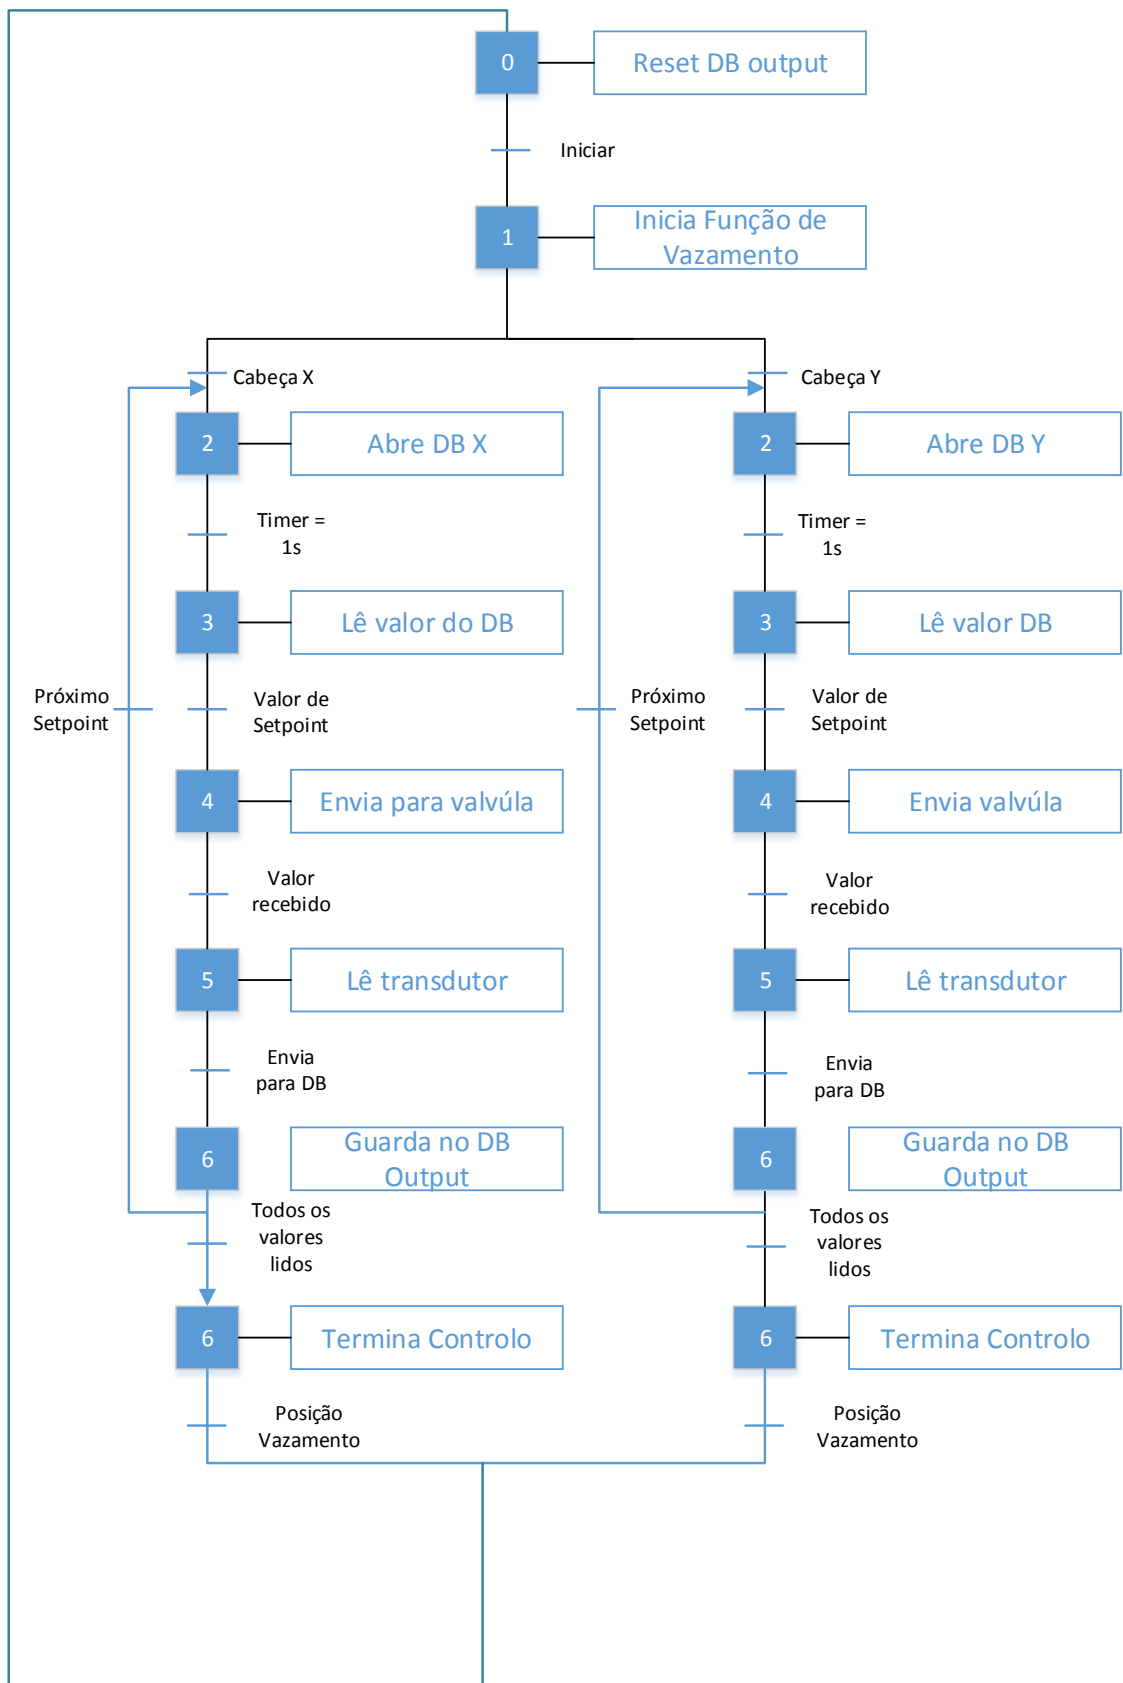 0
Reset DB output
Iniciar
1
Inicia Função de
Vazamento
Cabeça X
Cabeça Y
2
Abre DB X
2
Abre DB Y
Timer =
1s
Timer =
1s
3
Lê valor do DB
3
Lê valor DB
Próximo
Setpoint
Valor de
Setpoint
Próximo
Setpoint
Valor de
Setpoint
4
Envia para valvúla
4
Envia valvúla
Valor
recebido
Valor
recebido
5
Lê transdutor
5
Lê transdutor
Envia
para DB
Envia
para DB
6
Guarda no DB
Output
6
Guarda no DB
Output
Todos os
valores
lidos
Todos os
valores
lidos
6
Termina Controlo
6
Termina Controlo
Posição
Vazamento
Posição
Vazamento